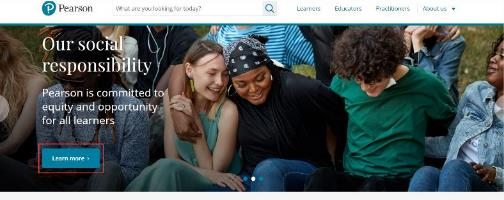 Pearson
What are you looking for today?
Learners
Educators
Practitioners
About us
Our social
responsibility
Pearson is committed to
equity and opportunity
for all learners
Learn more